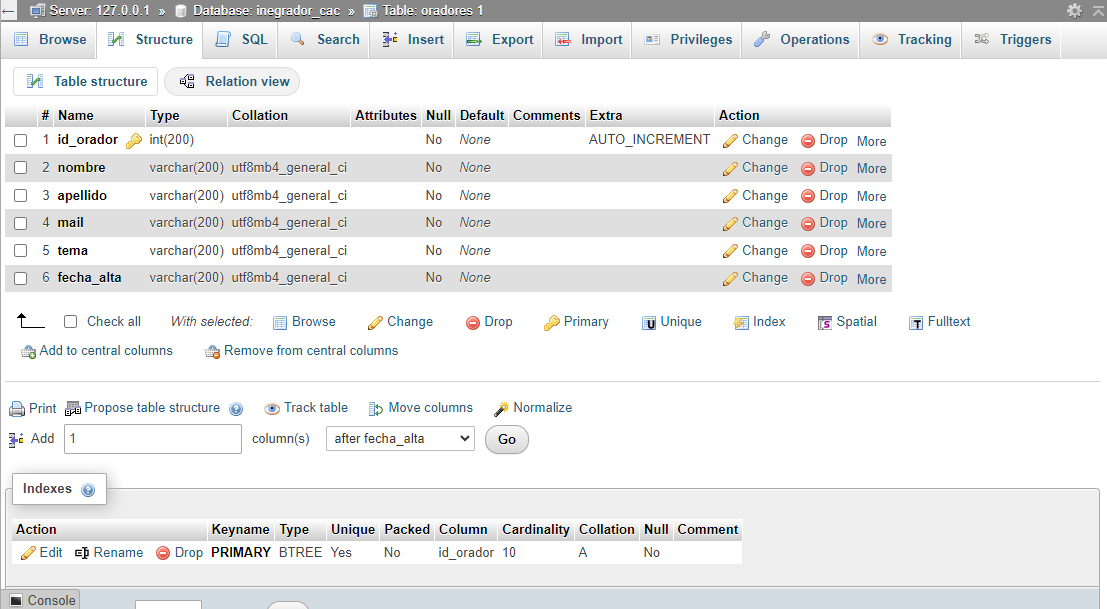 Server: 127.0.0.1 » Database: inegrador_cac » Table: oradores 1
Browse Structure SQL Search Insert Export Import Privileges Operations Tracking Triggers
Table structure Relation view
# Name Type Collation Attributes Null Default Comments Extra Action
1 id_orador int(200) No None AUTO_INCREMENT Change Drop More
2 nombre varchar(200) utf8mb4_general_ci No None Change Drop More
3 apellido varchar(200) utf8mb4_general_ci No None Change Drop More
4 mail varchar(200) utf8mb4_general_ci No None Change Drop More
5 tema varchar(200) utf8mb4_general_ci No None Change Drop More
6 fecha_alta varchar(200) utf8mb4_general_ci No None Change Drop More
Check all With selected: Browse Change Drop Primary Unique Index Spatial Fulltext
Add to central columns Remove from central columns
Print Propose table structure Track table Move columns Normalize
Add 1 column(s) after fecha_alta Go
Indexes
Action Keyname Type Unique Packed Column Cardinality Collation Null Comment
Edit Rename Drop PRIMARY BTREE Yes No id_orador 10 A No
Console